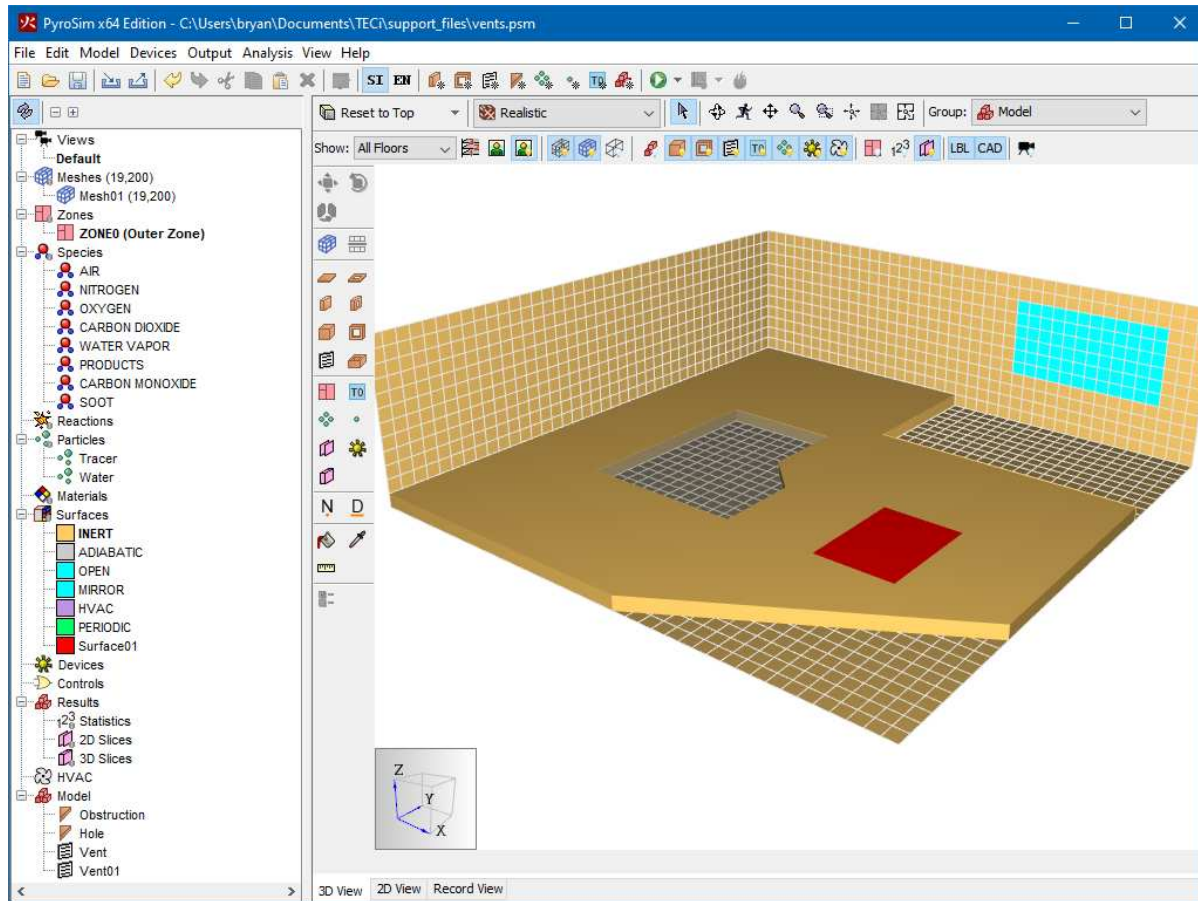 PyroSim x64 Edition - C:\Users\bryan\Documents\TECi\support_files\vents.psm
File Edit Model Devices Output Analysis View Help
SI EN
Reset to Top Realistic Group: Model
Show: All Floors LBL CAD
Views
Default
Meshes (19,200)
Mesh01 (19,200)
Zones
ZONE0 (Outer Zone)
Species
AIR
NITROGEN
OXYGEN
CARBON DIOXIDE
WATER VAPOR
PRODUCTS
CARBON MONOXIDE
SOOT
Reactions
Particles
Tracer
Water
Materials
Surfaces
INERT
ADIABATIC
OPEN
MIRROR
HVAC
PERIODIC
Surface01
Devices
Controls
Results
Statistics
2D Slices
3D Slices
HVAC
Model
Obstruction
Hole
Vent
Vent01
N D
Z
Y
X
3D View 2D View Record View